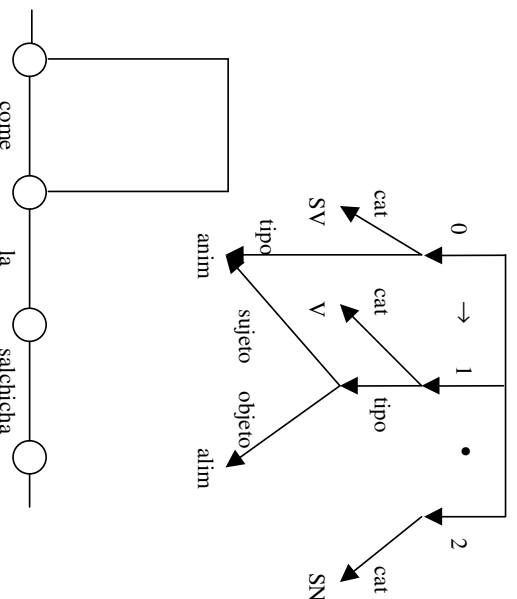 0 → 1 • 2
cat cat cat
SV V tipo SN
tipo sujeto objeto
anim alim
come la salchicha